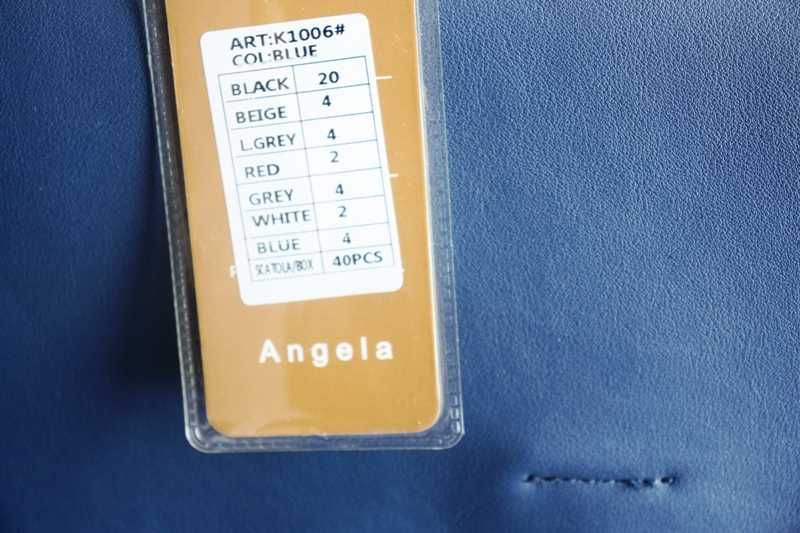 ART:K1006#
COL:BLUE
BLACK 20
BEIGE 4
L.GREY 4
RED 2
GREY 4
WHITE 2
BLUE 4
SCATOLA/BOX 40PCS
Angela